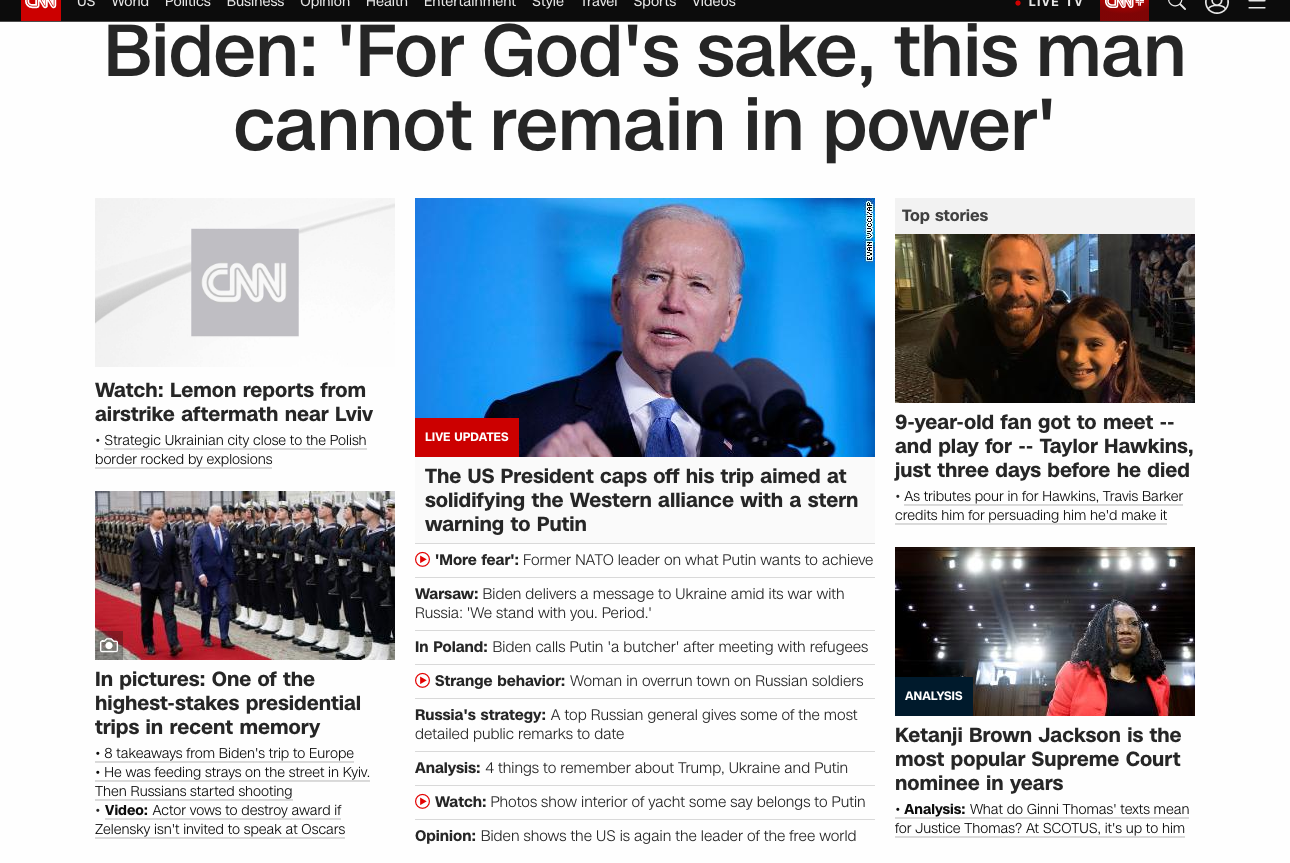 CNN US World Politics Business Opinion Health Entertainment Style Travel Sports Videos • LIVE TV CNN+
Biden: 'For God's sake, this man
cannot remain in power'
CNN
Watch: Lemon reports from
airstrike aftermath near Lviv
• Strategic Ukrainian city close to the Polish
border rocked by explosions
In pictures: One of the
highest-stakes presidential
trips in recent memory
• 8 takeaways from Biden's trip to Europe
• He was feeding strays on the street in Kyiv.
Then Russians started shooting
• Video: Actor vows to destroy award if
Zelensky isn't invited to speak at Oscars
EVAN VUCCI/AP
LIVE UPDATES
The US President caps off his trip aimed at
solidifying the Western alliance with a stern
warning to Putin
'More fear': Former NATO leader on what Putin wants to achieve
Warsaw: Biden delivers a message to Ukraine amid its war with
Russia: 'We stand with you. Period.'
In Poland: Biden calls Putin 'a butcher' after meeting with refugees
Strange behavior: Woman in overrun town on Russian soldiers
Russia's strategy: A top Russian general gives some of the most
detailed public remarks to date
Analysis: 4 things to remember about Trump, Ukraine and Putin
Watch: Photos show interior of yacht some say belongs to Putin
Opinion: Biden shows the US is again the leader of the free world
Top stories
9-year-old fan got to meet --
and play for -- Taylor Hawkins,
just three days before he died
• As tributes pour in for Hawkins, Travis Barker
credits him for persuading him he'd make it
ANALYSIS
Ketanji Brown Jackson is the
most popular Supreme Court
nominee in years
• Analysis: What do Ginni Thomas' texts mean
for Justice Thomas? At SCOTUS, it's up to him